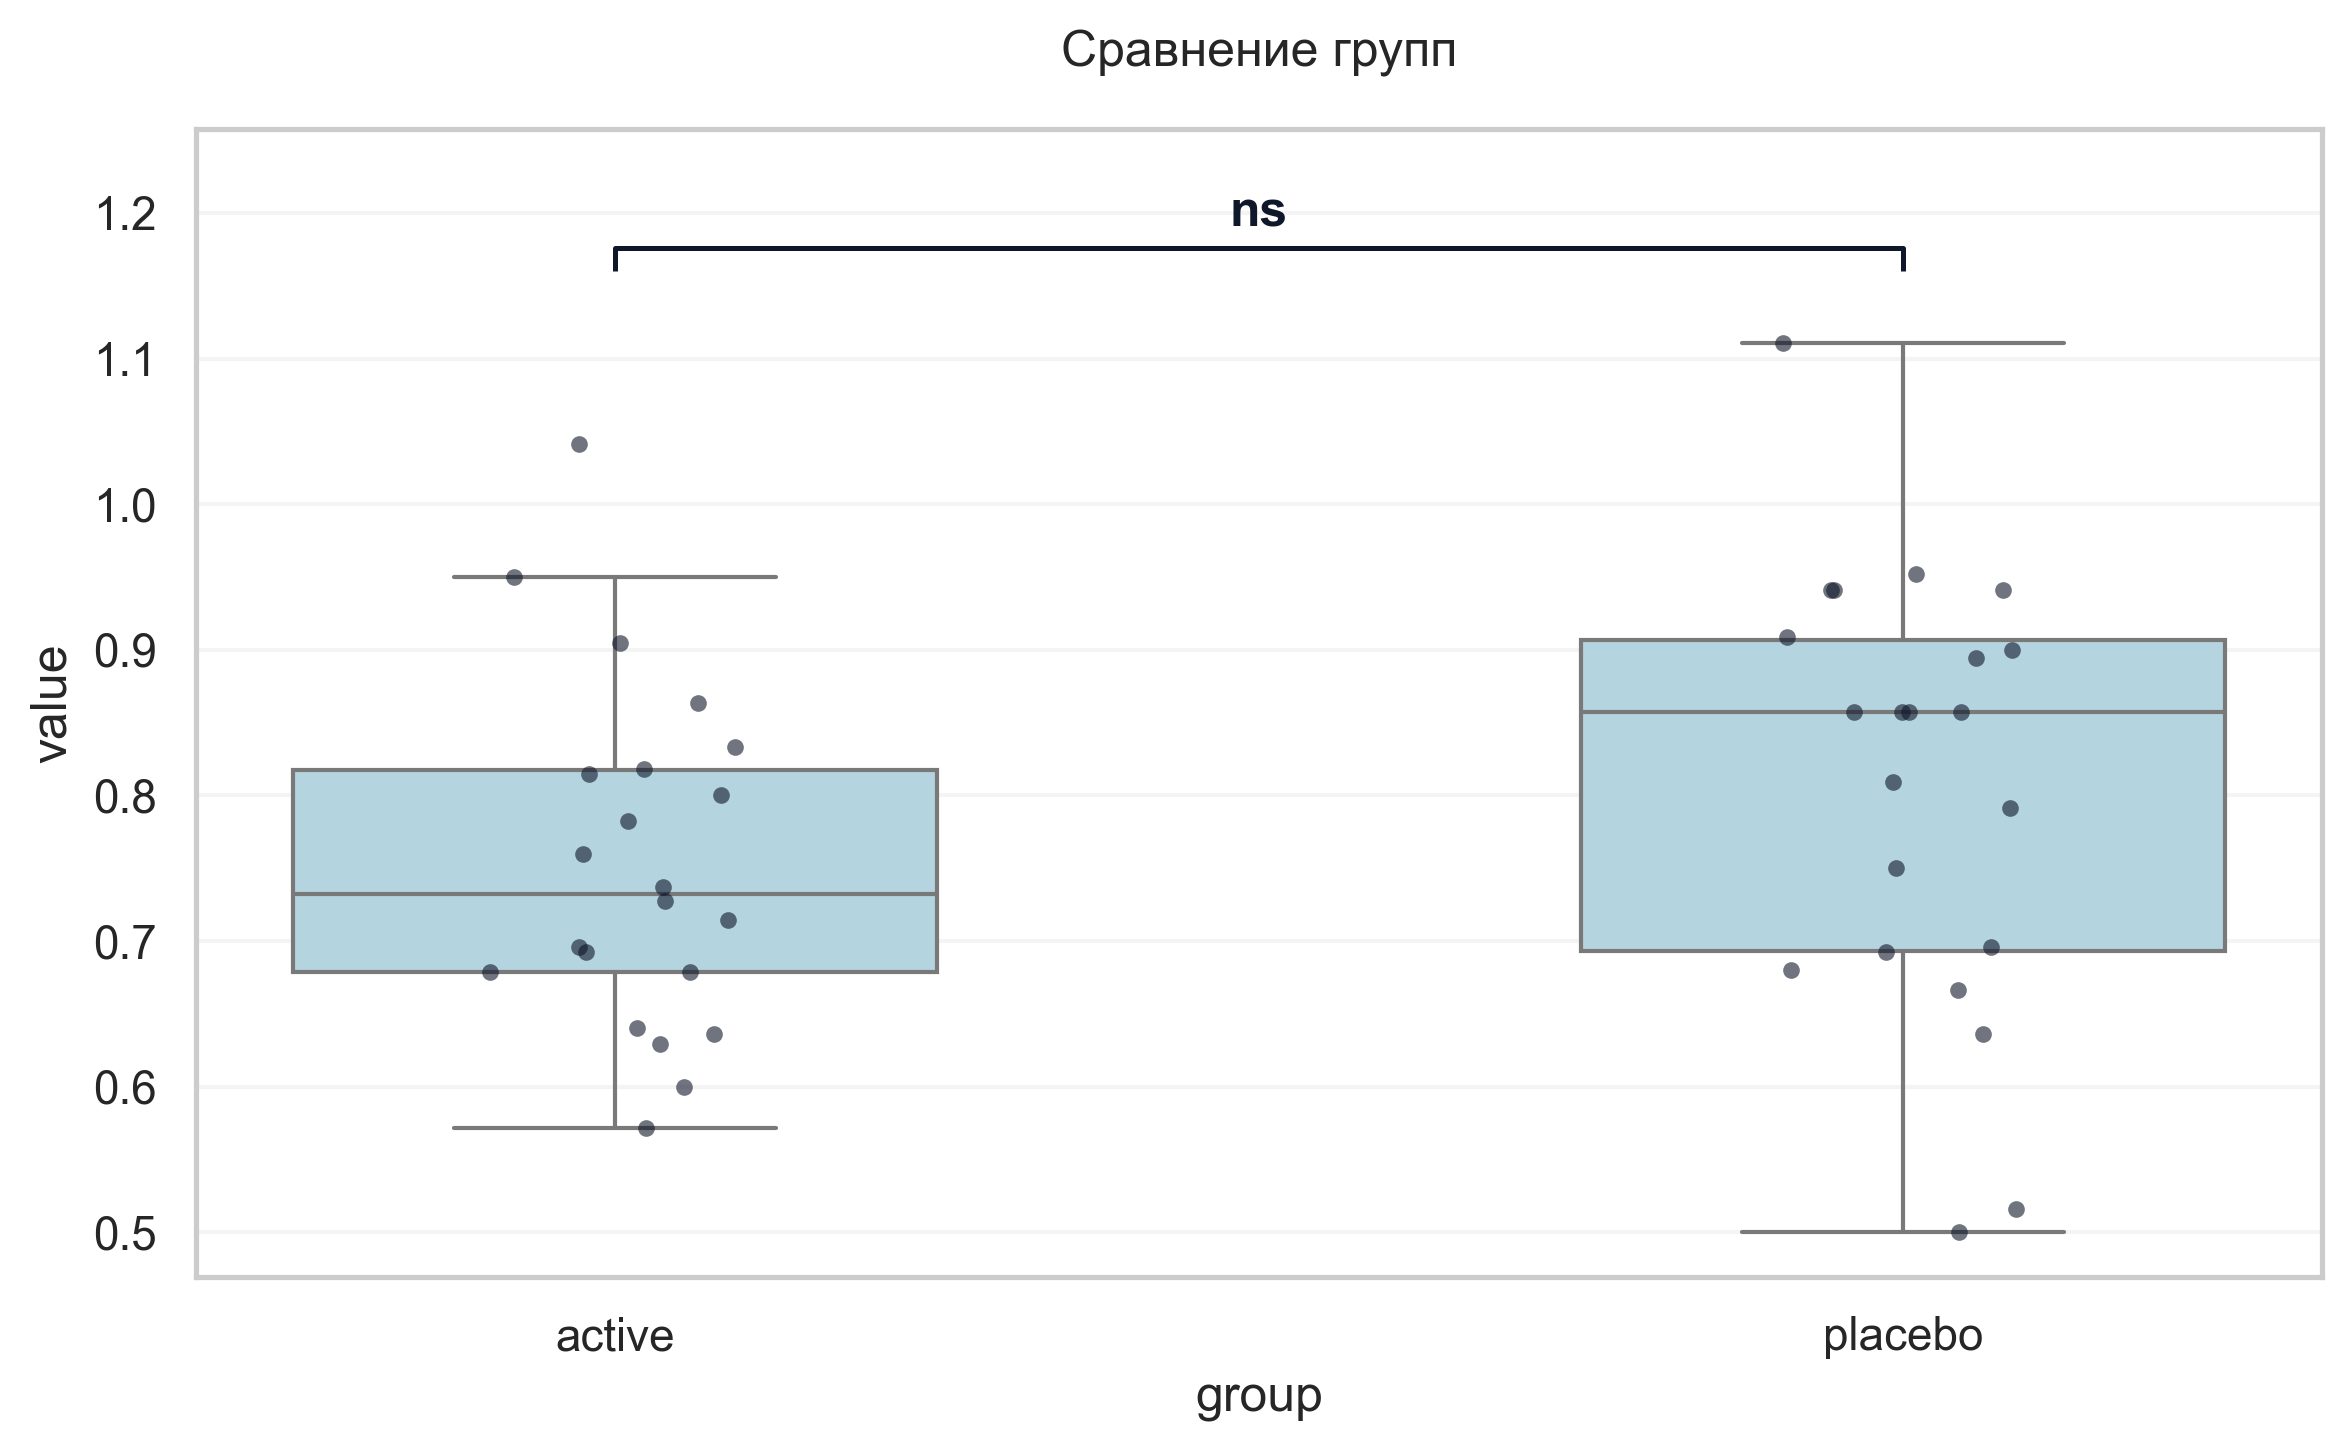 Сравнение групп
ns
value
1.2
1.1
1.0
0.9
0.8
0.7
0.6
0.5
active
placebo
group